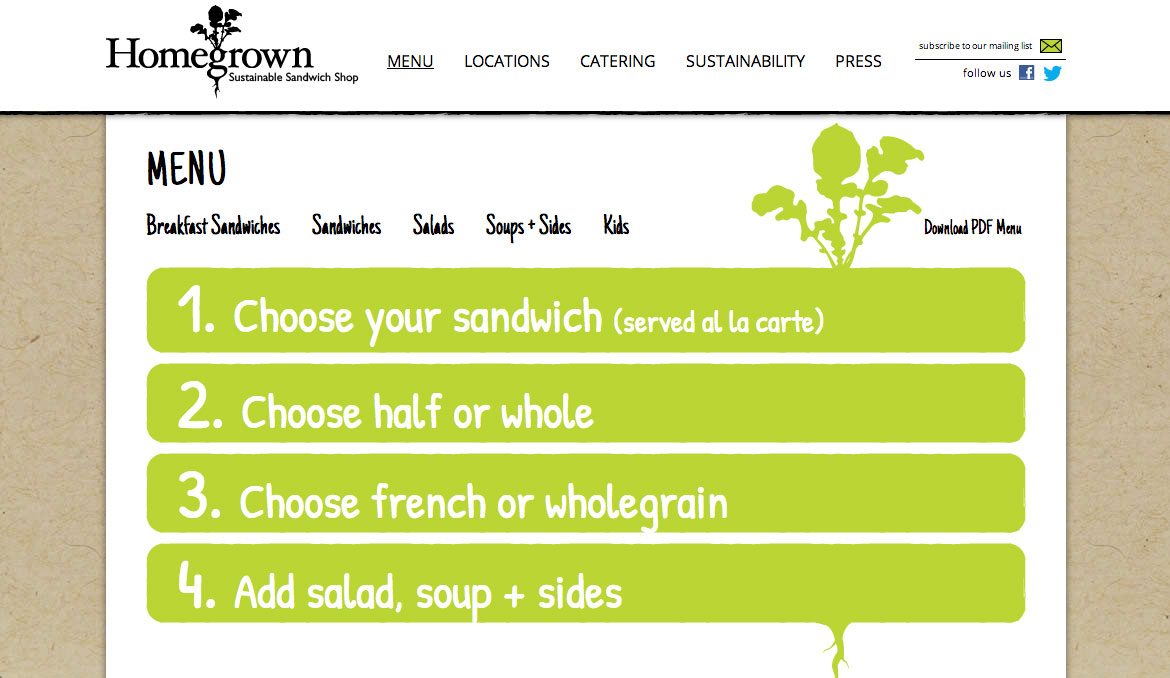 Homegrown
Sustainable Sandwich Shop
MENU LOCATIONS CATERING SUSTAINABILITY PRESS
subscribe to our mailing list
follow us
MENU
Breakfast Sandwiches Sandwiches Salads Soups + Sides Kids
Download PDF Menu
1. Choose your sandwich (served al la carte)
2. Choose half or whole
3. Choose french or wholegrain
4. Add salad, soup + sides